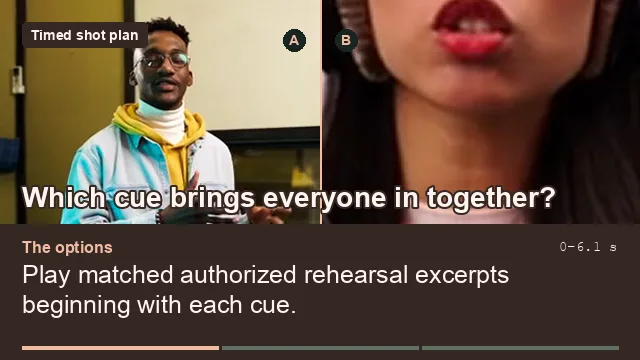 Timed shot plan
A
B
Which cue brings everyone in together?
The options
0–6.1 s
Play matched authorized rehearsal excerpts
beginning with each cue.